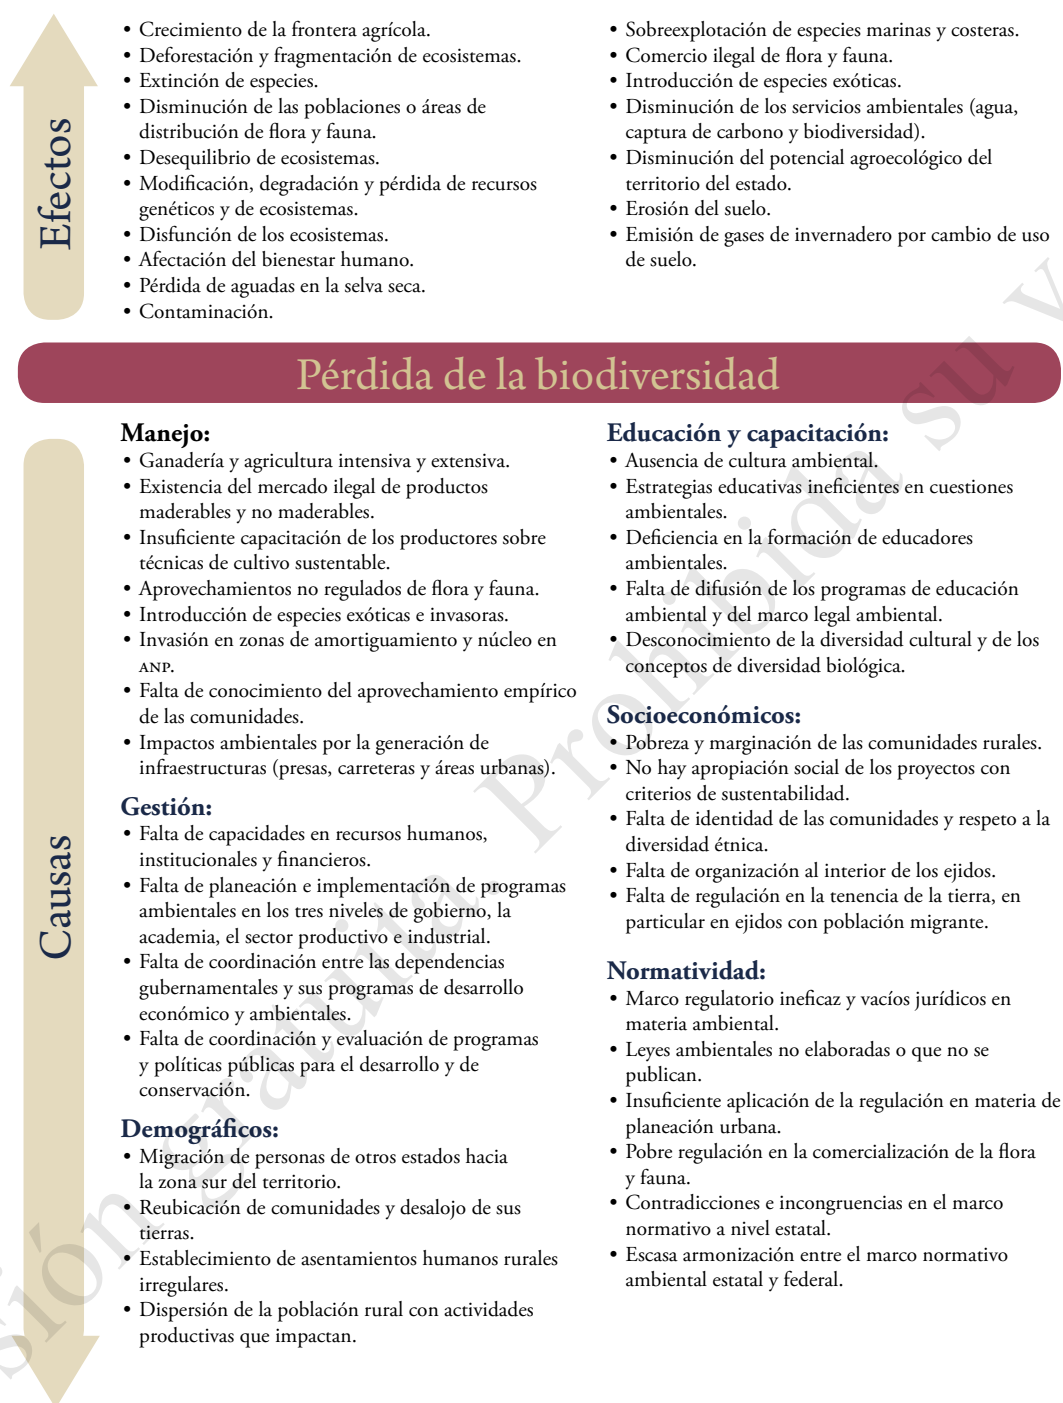 Efectos
• Crecimiento de la frontera agrícola.
• Deforestación y fragmentación de ecosistemas.
• Extinción de especies.
• Disminución de las poblaciones o áreas de
distribución de flora y fauna.
• Desequilibrio de ecosistemas.
• Modificación, degradación y pérdida de recursos
genéticos y de ecosistemas.
• Disfunción de los ecosistemas.
• Afectación del bienestar humano.
• Pérdida de aguadas en la selva seca.
• Contaminación.
• Sobreexplotación de especies marinas y costeras.
• Comercio ilegal de flora y fauna.
• Introducción de especies exóticas.
• Disminución de los servicios ambientales (agua,
captura de carbono y biodiversidad).
• Disminución del potencial agroecológico del
territorio del estado.
• Erosión del suelo.
• Emisión de gases de invernadero por cambio de uso
de suelo.
Pérdida de la biodiversidad
Causas
Manejo:
• Ganadería y agricultura intensiva y extensiva.
• Existencia del mercado ilegal de productos
maderables y no maderables.
• Insuficiente capacitación de los productores sobre
técnicas de cultivo sustentable.
• Aprovechamientos no regulados de flora y fauna.
• Introducción de especies exóticas e invasoras.
• Invasión en zonas de amortiguamiento y núcleo en
ANP.
• Falta de conocimiento del aprovechamiento empírico
de las comunidades.
• Impactos ambientales por la generación de
infraestructuras (presas, carreteras y áreas urbanas).
Gestión:
• Falta de capacidades en recursos humanos,
institucionales y financieros.
• Falta de planeación e implementación de programas
ambientales en los tres niveles de gobierno, la
academia, el sector productivo e industrial.
• Falta de coordinación entre las dependencias
gubernamentales y sus programas de desarrollo
económico y ambientales.
• Falta de coordinación y evaluación de programas
y políticas públicas para el desarrollo y de
conservación.
Demográficos:
• Migración de personas de otros estados hacia
la zona sur del territorio.
• Reubicación de comunidades y desalojo de sus
tierras.
• Establecimiento de asentamientos humanos rurales
irregulares.
• Dispersión de la población rural con actividades
productivas que impactan.
Educación y capacitación:
• Ausencia de cultura ambiental.
• Estrategias educativas ineficientes en cuestiones
ambientales.
• Deficiencia en la formación de educadores
ambientales.
• Falta de difusión de los programas de educación
ambiental y del marco legal ambiental.
• Desconocimiento de la diversidad cultural y de los
conceptos de diversidad biológica.
Socioeconómicos:
• Pobreza y marginación de las comunidades rurales.
• No hay apropiación social de los proyectos con
criterios de sustentabilidad.
• Falta de identidad de las comunidades y respeto a la
diversidad étnica.
• Falta de organización al interior de los ejidos.
• Falta de regulación en la tenencia de la tierra, en
particular en ejidos con población migrante.
Normatividad:
• Marco regulatorio ineficaz y vacíos jurídicos en
materia ambiental.
• Leyes ambientales no elaboradas o que no se
publican.
• Insuficiente aplicación de la regulación en materia de
planeación urbana.
• Pobre regulación en la comercialización de la flora
y fauna.
• Contradicciones e incongruencias en el marco
normativo a nivel estatal.
• Escasa armonización entre el marco normativo
ambiental estatal y federal.
sión gratuita. Prohibida su v